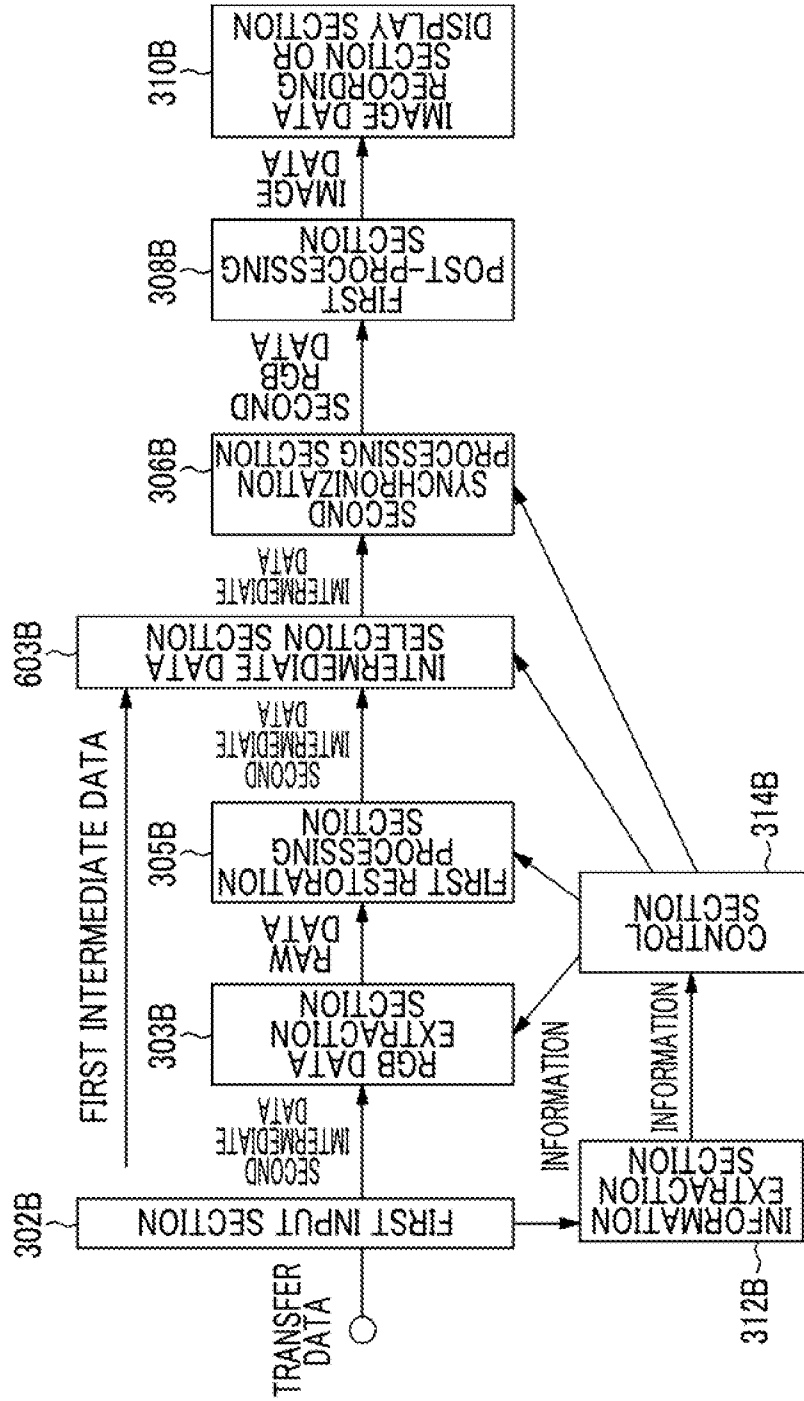 TRANSFER
DATA
302B
FIRST INPUT SECTION
FIRST INTERMEDIATE DATA
SECOND
IMTERMEDIATE
DATA
303B
RGB DATA
EXTRACTION
SECTION
RAW
DATA
305B
FIRST RESTORATION
PROCESSING
SECTION
SECOND
IMTERMEDIATE
DATA
603B
INTERMEDIATE DATA
SELECTION SECTION
IMTERMEDIATE
DATA
306B
SECOND
SYNCHRONIZATION
PROCESSING SECTION
SECOND
RGB
DATA
308B
FIRST
POST-PROCESSING
SECTION
IMAGE
DATA
310B
IMAGE DATA
RECORDING
SECTION OR
DISPLAY SECTION
INFORMATION
312B
INFORMATION
EXTRACTION
SECTION
INFORMATION
CONTROL
SECTION
314B